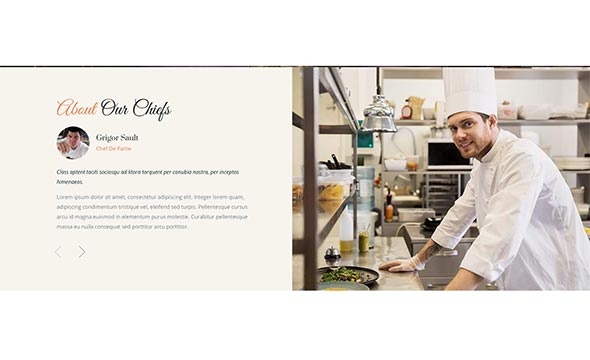 About Our Chiefs
Grigor Sault
Chef De Partie
Class aptent taciti sociosqu ad litora torquent per conubia nostra, per inceptos
himenaeos.
Lorem ipsum dolor sit amet, consectetur adipiscing elit. Integer lorem quam,
adipiscing condimentum tristique vel, eleifend sed turpis. Pellentesque cursus
arcu id magna euismod in elementum purus molestie. Curabitur pellentesque
massa eu nulla consequat sed porttitor arcu porttitor.